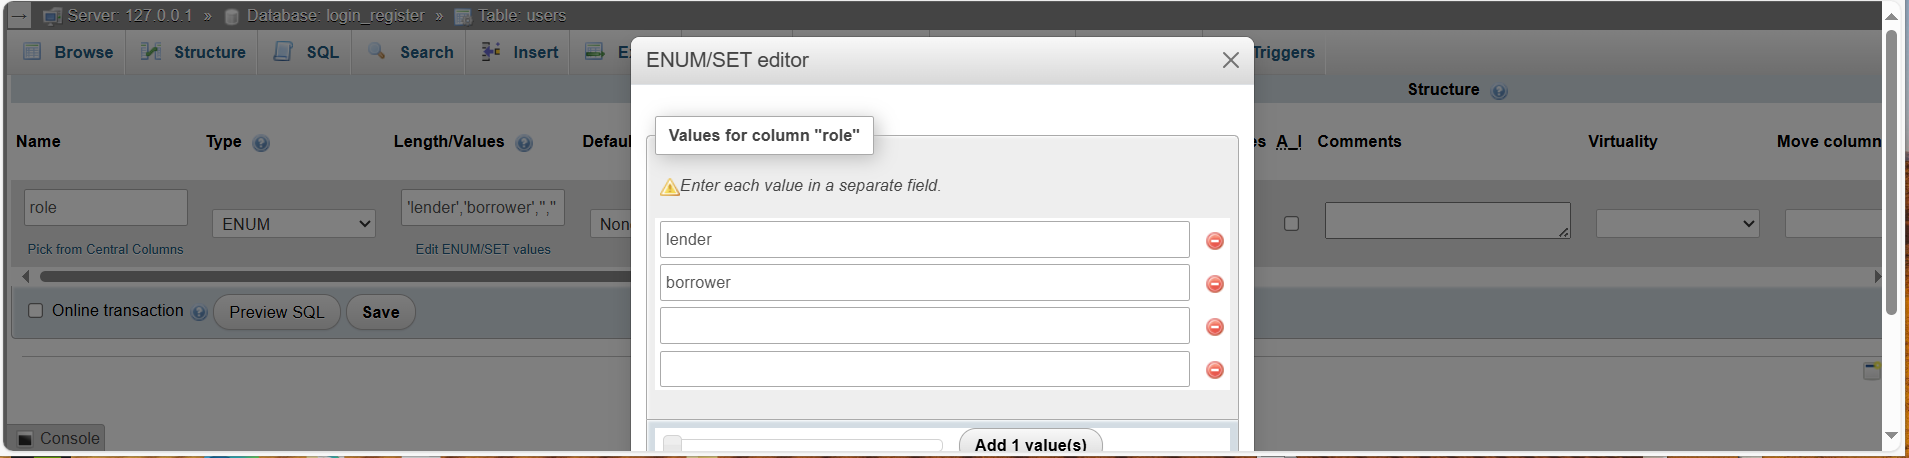 Server: 127.0.0.1 » Database: login_register » Table: users
Browse Structure SQL Search Insert Triggers
ENUM/SET editor
Structure
Values for column "role"
Name Type Length/Values A_I Comments Virtuality Move column
Enter each value in a separate field.
role
'lender','borrower','',''
ENUM
Pick from Central Columns
Edit ENUM/SET values
lender
borrower
Online transaction Preview SQL Save
Console
Add 1 value(s)